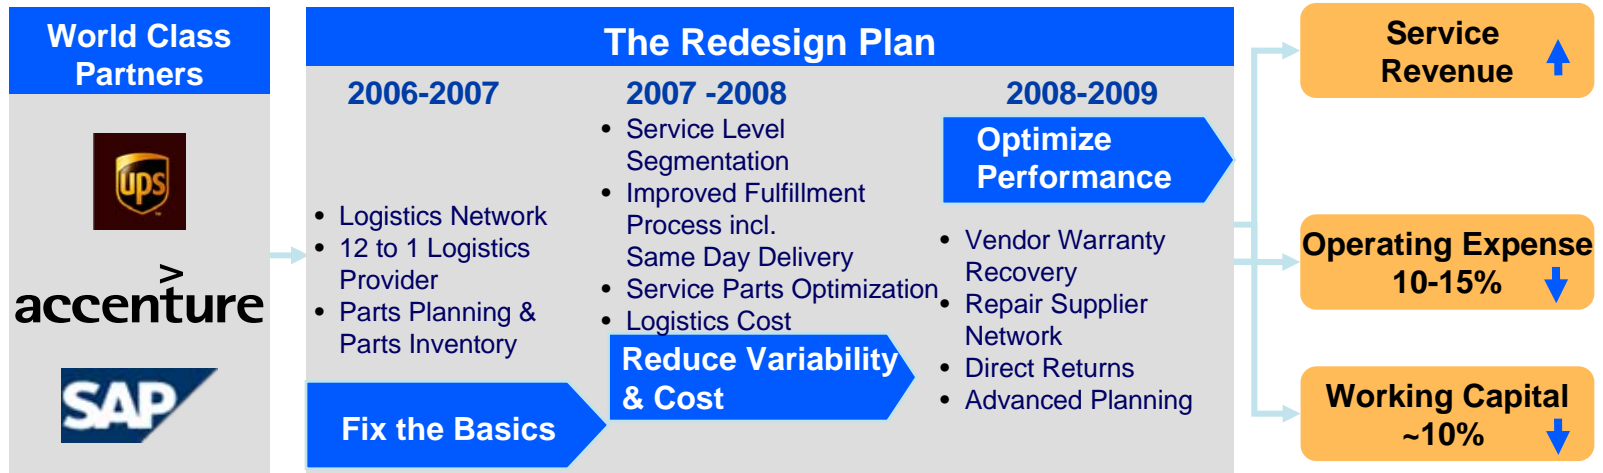 World Class
Partners
ups
>
accenture
SAP
The Redesign Plan
2006-2007
• Logistics Network
• 12 to 1 Logistics
Provider
• Parts Planning &
Parts Inventory
Fix the Basics
2007 -2008
• Service Level
Segmentation
• Improved Fulfillment
Process incl.
Same Day Delivery
• Service Parts Optimization
• Logistics Cost
Reduce Variability
& Cost
2008-2009
Optimize
Performance
• Vendor Warranty
Recovery
• Repair Supplier
Network
• Direct Returns
• Advanced Planning
Service
Revenue
Operating Expense
10-15%
Working Capital
~10%